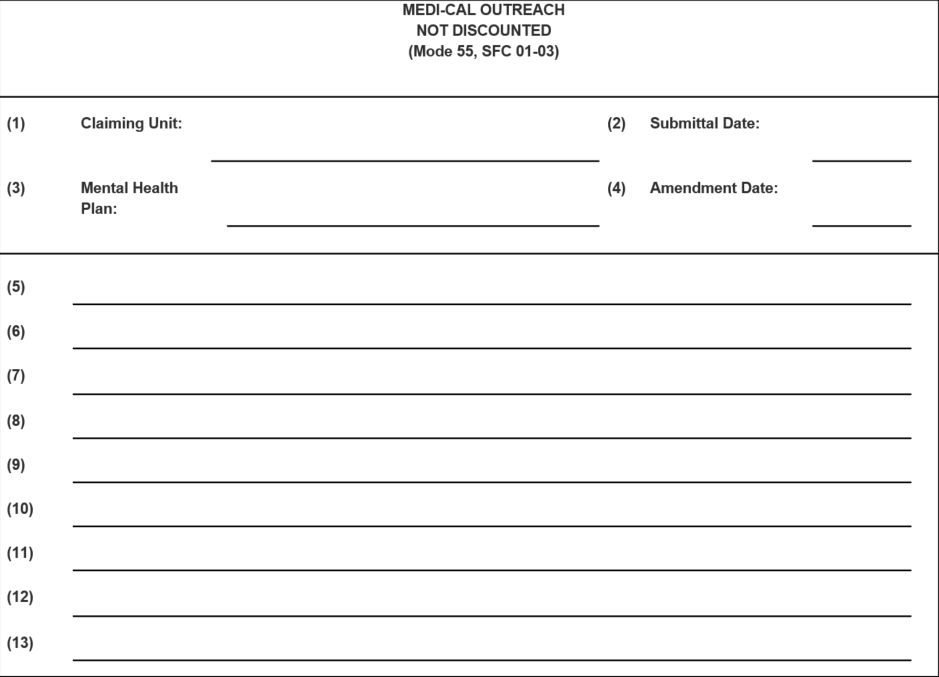 MEDI-CAL OUTREACH
NOT DISCOUNTED
(Mode 55, SFC 01-03)
(1) Claiming Unit: (2) Submittal Date:
(3) Mental Health (4) Amendment Date:
Plan:
(5)
(6)
(7)
(8)
(9)
(10)
(11)
(12)
(13)